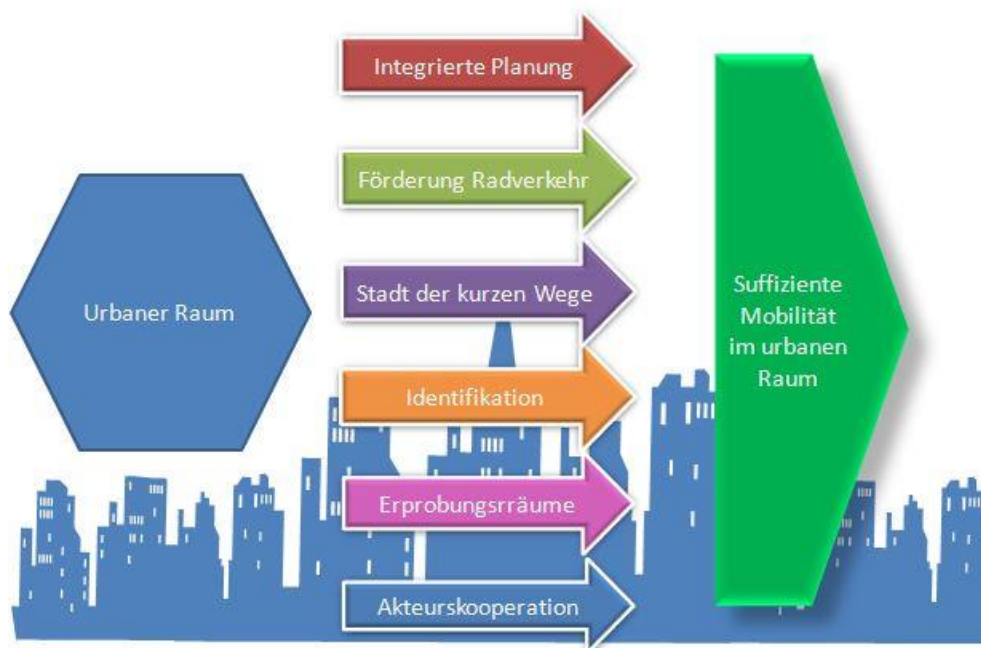 Urbaner Raum
Integrierte Planung
Förderung Radverkehr
Stadt der kurzen Wege
Identifikation
Erprobungsrräume
Akteurskooperation
Suffiziente
Mobilität
im urbanen
Raum